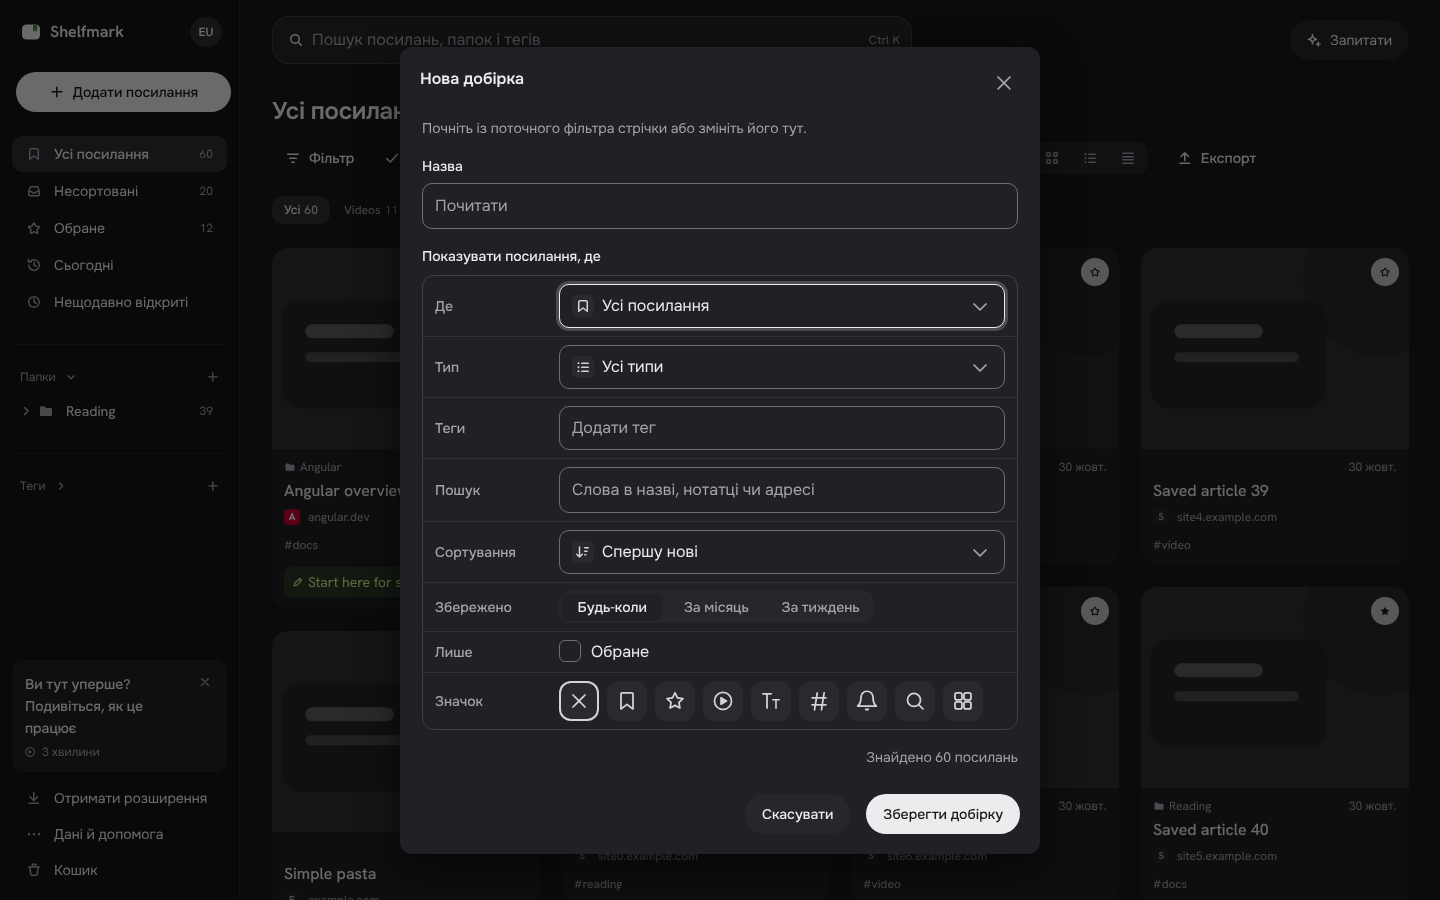 Shelfmark
EU
Додати посилання
Усі посилання 60
Несортовані 20
Обране 12
Сьогодні
Нещодавно відкриті
Папки
Reading 39
Теги
Ви тут уперше?
Подивіться, як це
працює
3 хвилини
Отримати розширення
Дані й допомога
Кошик
Пошук посилань, папок і тегів
Ctrl K
Запитати
Фільтр
Експорт
Усі 60
Videos 11
Нова добірка
Почніть із поточного фільтра стрічки або змініть його тут.
Назва
Почитати
Показувати посилання, де
Де
Усі посилання
Тип
Усі типи
Теги
Додати тег
Пошук
Слова в назві, нотатці чи адресі
Сортування
Спершу нові
Збережено
Будь-коли
За місяць
За тиждень
Лише
Обране
Значок
Знайдено 60 посилань
Скасувати
Зберегти добірку
Angular
Angular
A
angular.dev
#docs
Start here for
30 жовт.
30 жовт.
Saved article 39
S
site4.example.com
#video
Simple pasta
S
site0.example.com
#reading
30 жовт.
S
site6.example.com
#video
Reading
30 жовт.
Saved article 40
S
site5.example.com
#docs